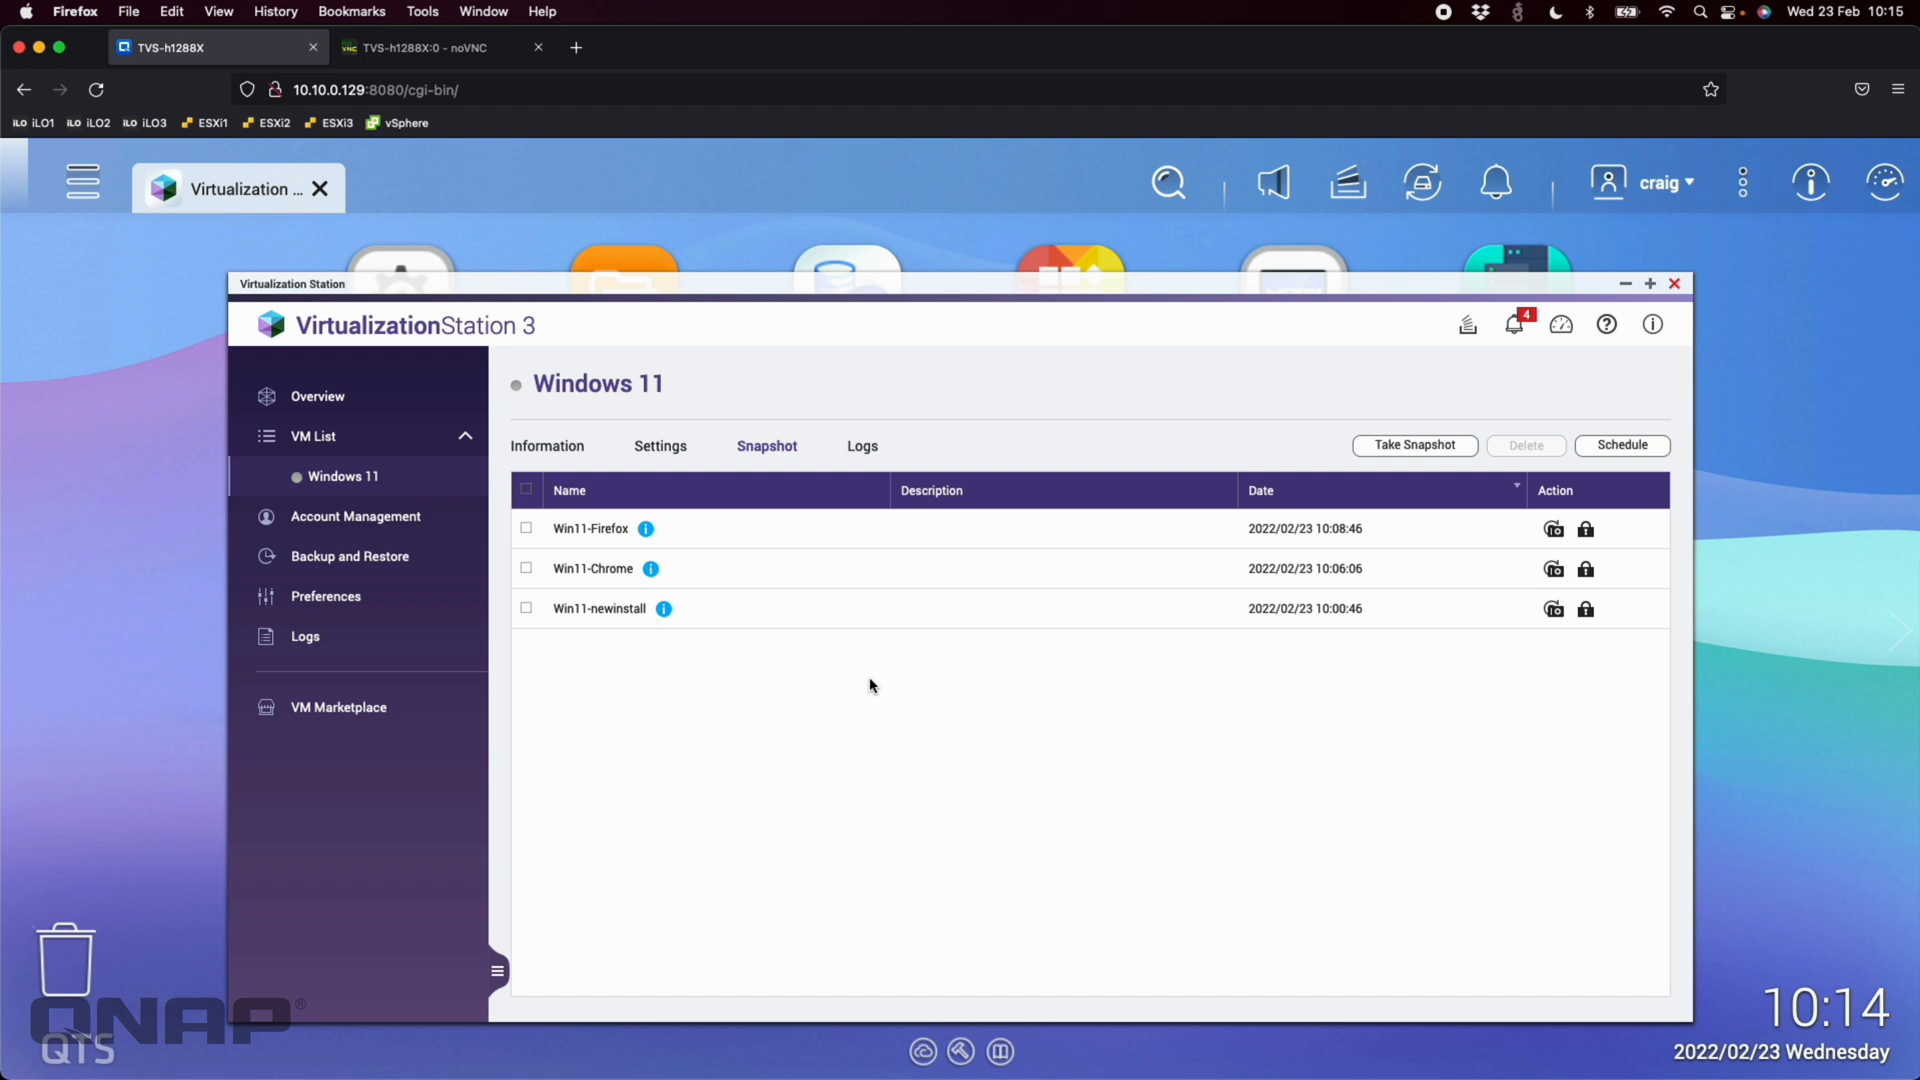 Firefox File Edit View History Bookmarks Tools Window Help Wed 23 Feb 10:15
TVS-h1288X
VNC TVS-h1288X:0 - noVNC
10.10.0.129:8080/cgi-bin/
iLO iLO1 iLO iLO2 iLO iLO3 ESXi1 ESXi2 ESXi3 vSphere
Virtualization ...
craig
Virtualization Station
VirtualizationStation 3
4
Overview
VM List
Windows 11
Account Management
Backup and Restore
Preferences
Logs
VM Marketplace
Windows 11
Information Settings Snapshot Logs Take Snapshot Delete Schedule
Name Description Date Action
Win11-Firefox 2022/02/23 10:08:46
Win11-Chrome 2022/02/23 10:06:06
Win11-newinstall 2022/02/23 10:00:46
QNAP®
QTS
10:14
2022/02/23 Wednesday